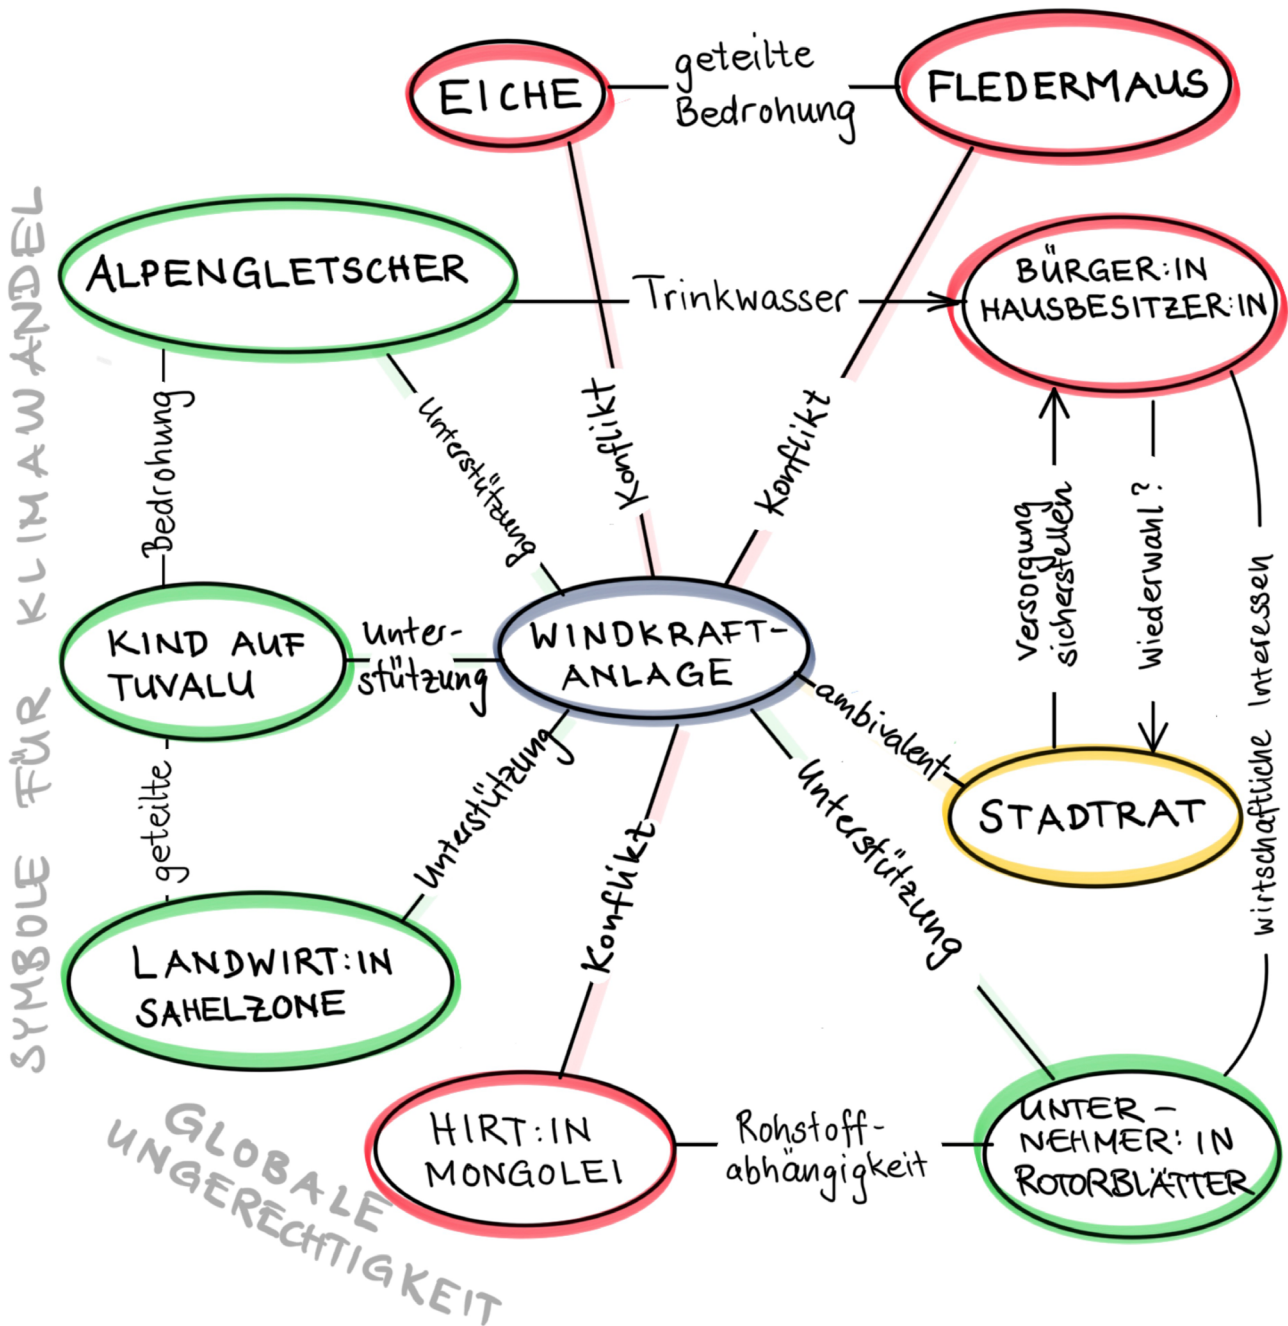 EICHE
geteilte
Bedrohung
FLEDERMAUS
ALPENGLETSCHER
Trinkwasser
BÜRGER:IN
HAUSBESITZER:IN
Bedrohung
Unterstützung
Konflikt
Konflikt
Versorgung
sicherstellen
Wiederwahl?
wirtschaftliche Interessen
KIND AUF
TUVALU
Unter-
stützung
WINDKRAFT-
ANLAGE
ambivalent
STADTRAT
geteilte
Unterstützung
Konflikt
Unterstützung
LANDWIRT:IN
SAHELZONE
HIRT:IN
MONGOLEI
Rohstoff-
abhängigkeit
UNTER-
NEHMER:IN
ROTORBLÄTTER
SYMBOLE FÜR KLIMAWANDEL
GLOBALE
UNGERECHTIGKEIT